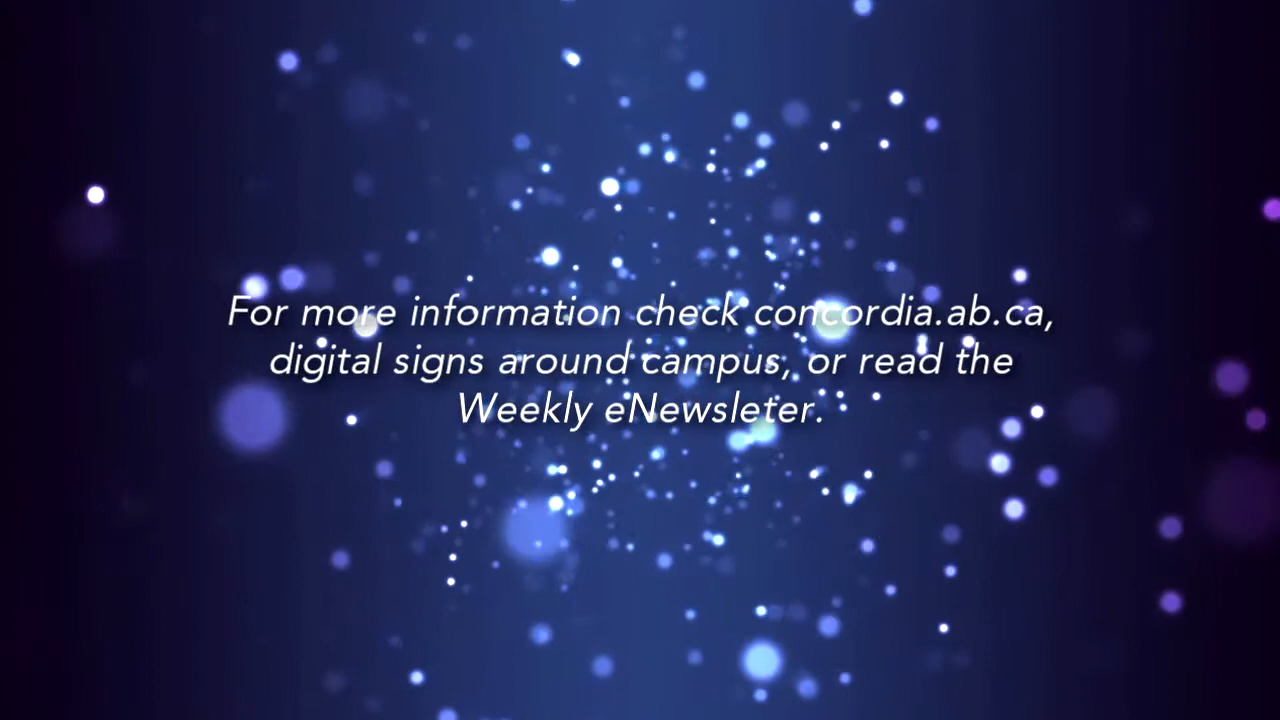 For more information check concordia.ab.ca,
digital signs around campus, or read the
Weekly eNewsleter.